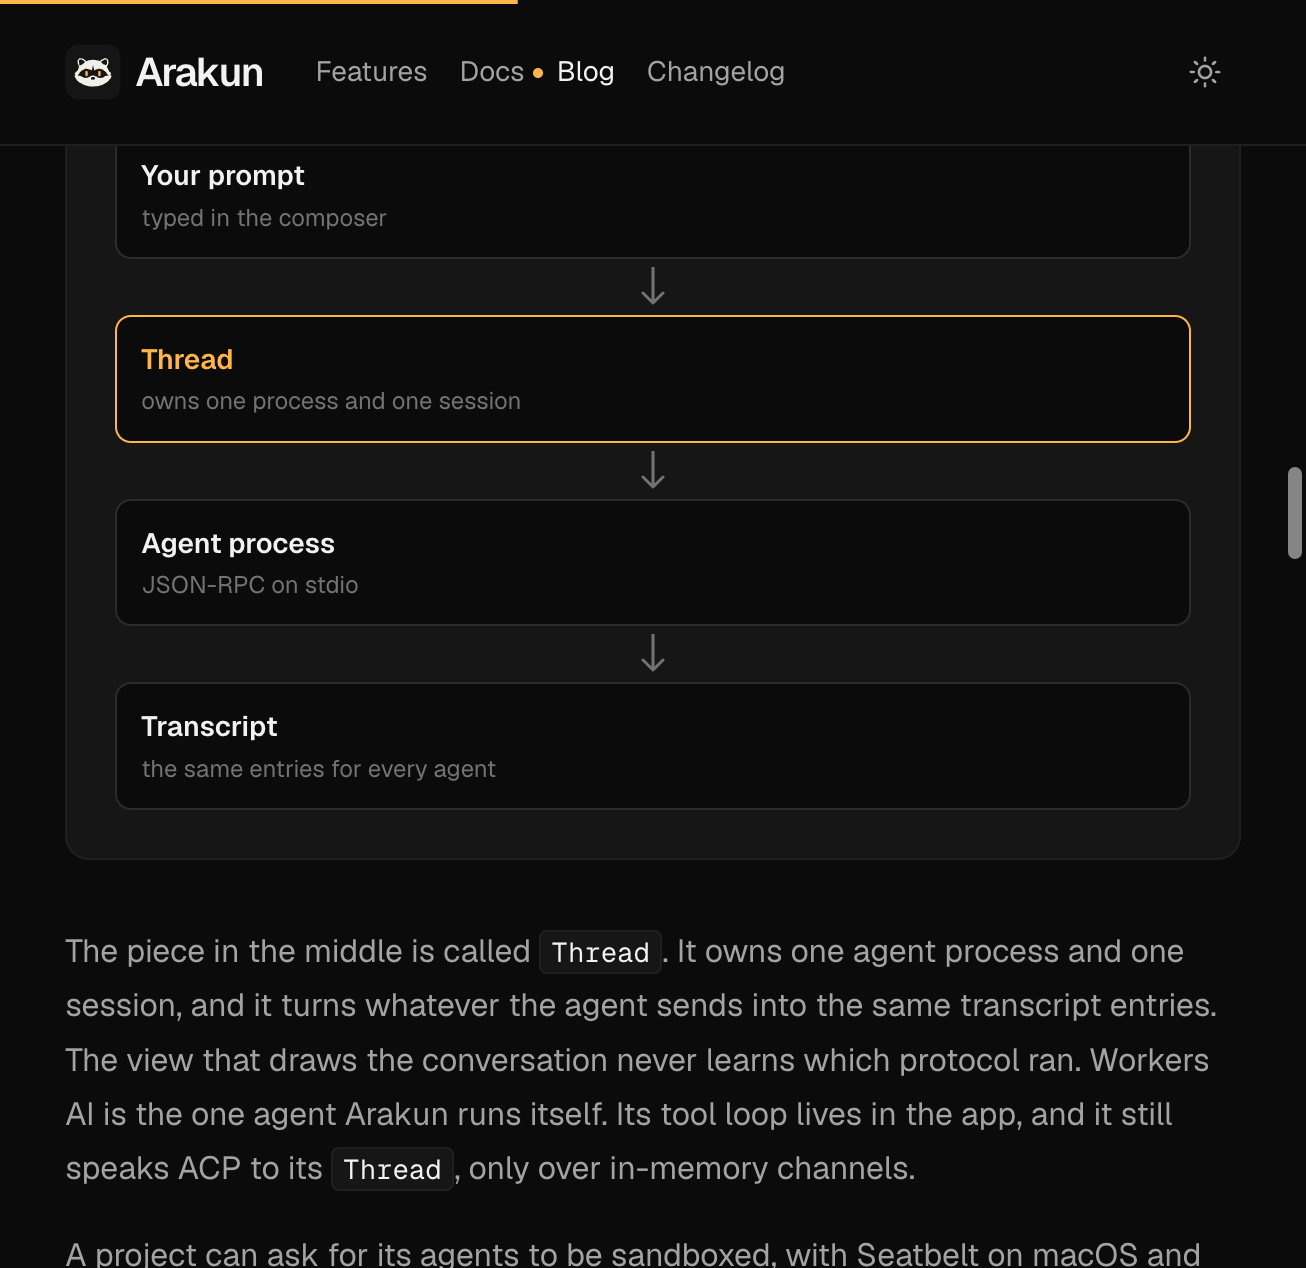 Arakun Features Docs Blog Changelog
Your prompt
typed in the composer
Thread
owns one process and one session
Agent process
JSON-RPC on stdio
Transcript
the same entries for every agent
The piece in the middle is called Thread. It owns one agent process and one
session, and it turns whatever the agent sends into the same transcript entries.
The view that draws the conversation never learns which protocol ran. Workers
AI is the one agent Arakun runs itself. Its tool loop lives in the app, and it still
speaks ACP to its Thread, only over in-memory channels.
A project can ask for its agents to be sandboxed, with Seatbelt on macOS and